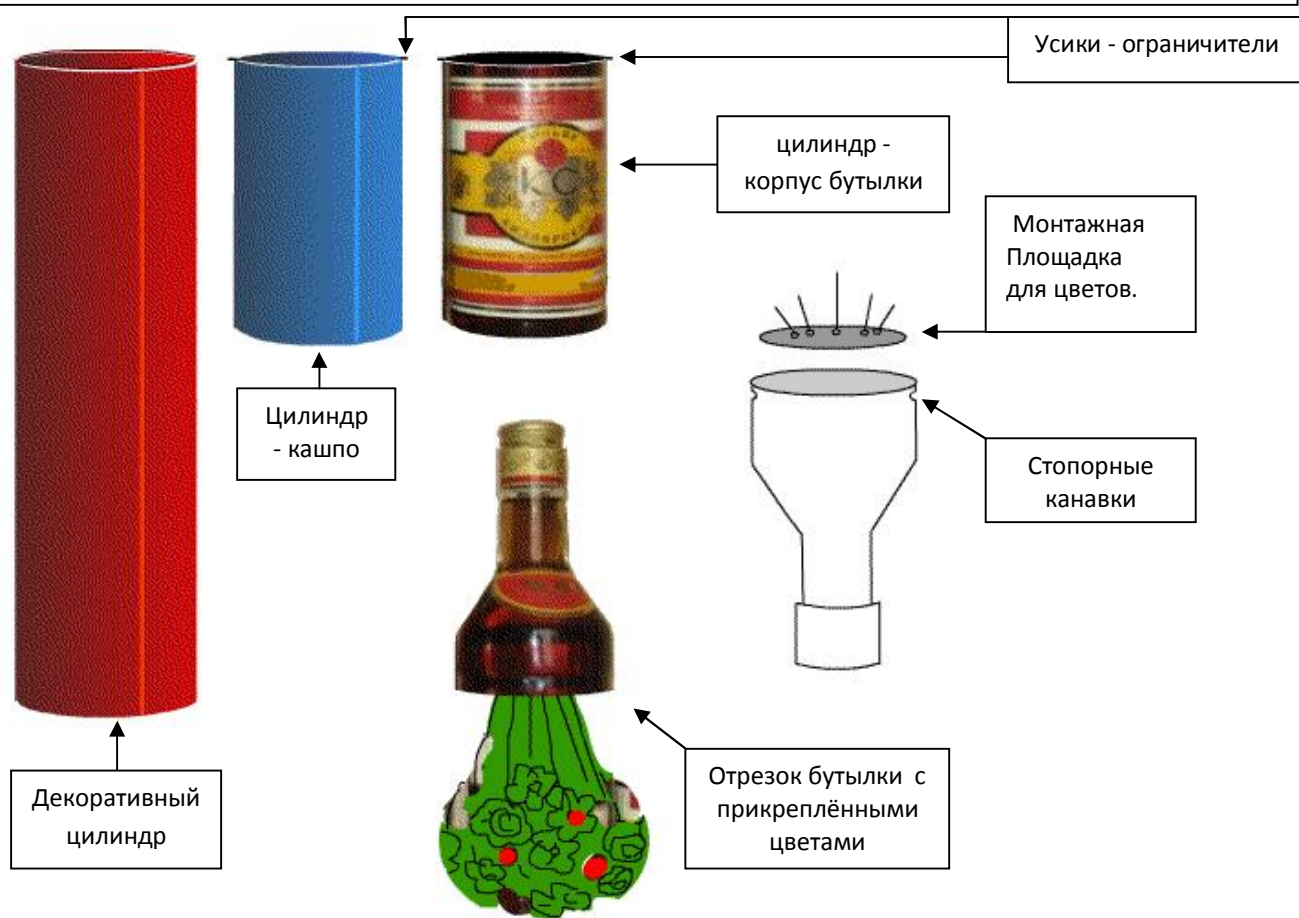 Усики - ограничители
цилиндр -
корпус бутылки
Монтажная
Площадка
для цветов.
Цилиндр
- кашпо
Стопорные
канавки
Декоративный
цилиндр
Отрезок бутылки с
прикреплёнными
цветами
КС